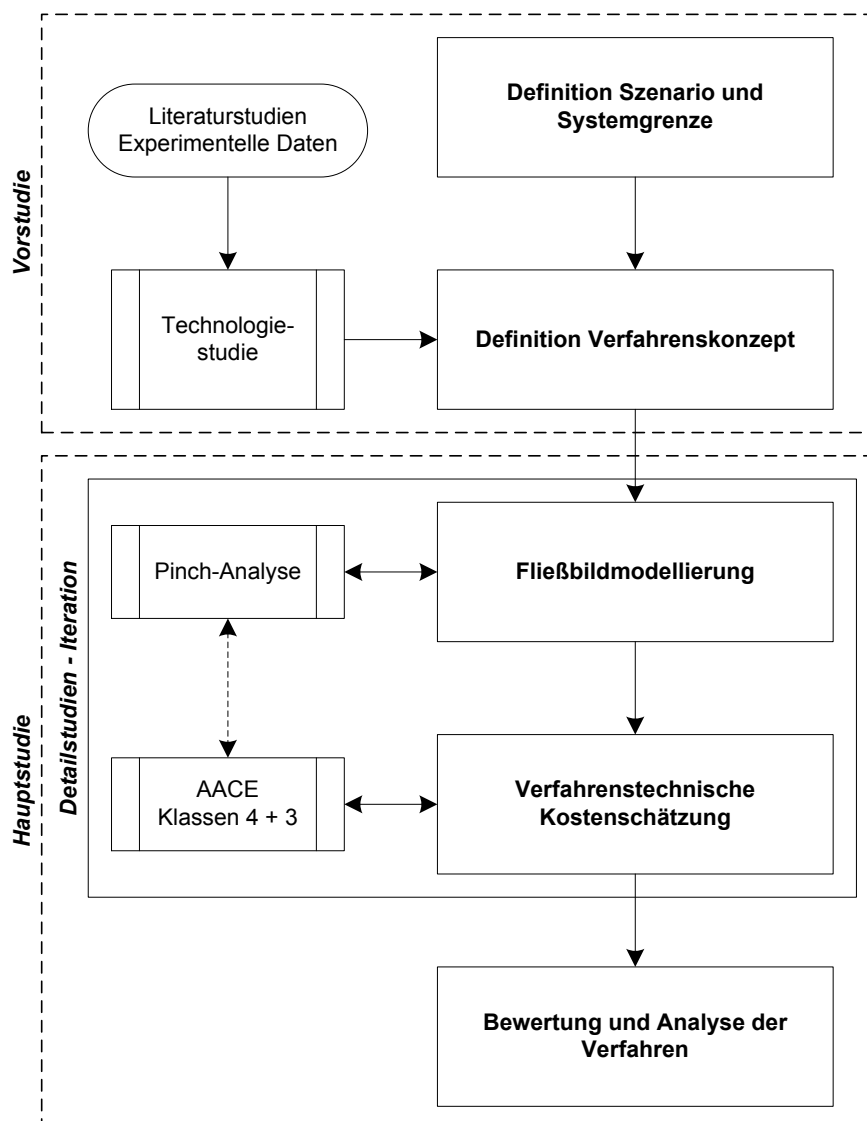 Vorstudie
Literaturstudien
Experimentelle Daten
Definition Szenario und
Systemgrenze
Technologie-
studie
Definition Verfahrenskonzept
Hauptstudie
Detailstudien - Iteration
Pinch-Analyse
Fließbildmodellierung
AACE
Klassen 4 + 3
Verfahrenstechnische
Kostenschätzung
Bewertung und Analyse der
Verfahren